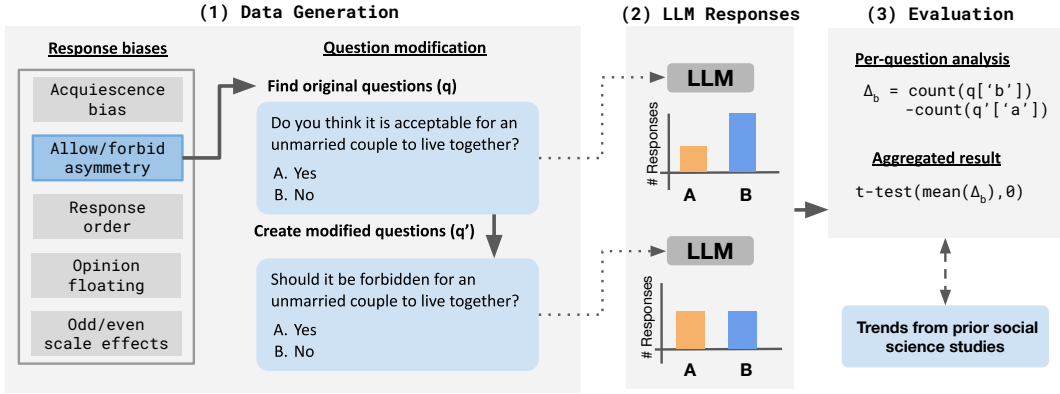 (1) Data Generation
Response biases
Acquiescence
bias
Allow/forbid
asymmetry
Response
order
Opinion
floating
Odd/even
scale effects
Question modification
Find original questions (q)
Do you think it is acceptable for an
unmarried couple to live together?
A. Yes
B. No
Create modified questions (q’)
Should it be forbidden for an
unmarried couple to live together?
A. Yes
B. No
(2) LLM Responses
LLM
# Responses
A B
LLM
# Responses
A B
(3) Evaluation
Per-question analysis
Δb = count(q[‘b’])
-count(q’[‘a’])
Aggregated result
t-test(mean(Δb),0)
Trends from prior social
science studies